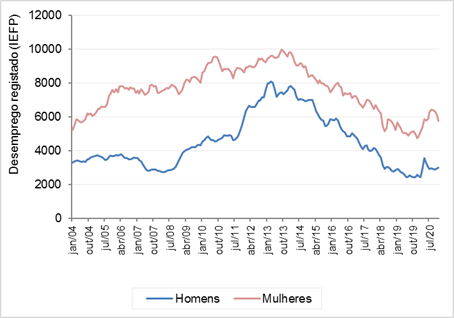 Desemprego registado (IEFP)
12000
10000
8000
6000
4000
2000
0
jan/04
out/04
jul/05
abr/06
jan/07
out/07
jul/08
abr/09
jan/10
out/10
jul/11
abr/12
jan/13
out/13
jul/14
abr/15
jan/16
out/16
jul/17
abr/18
jan/19
out/19
jul/20
Homens
Mulheres